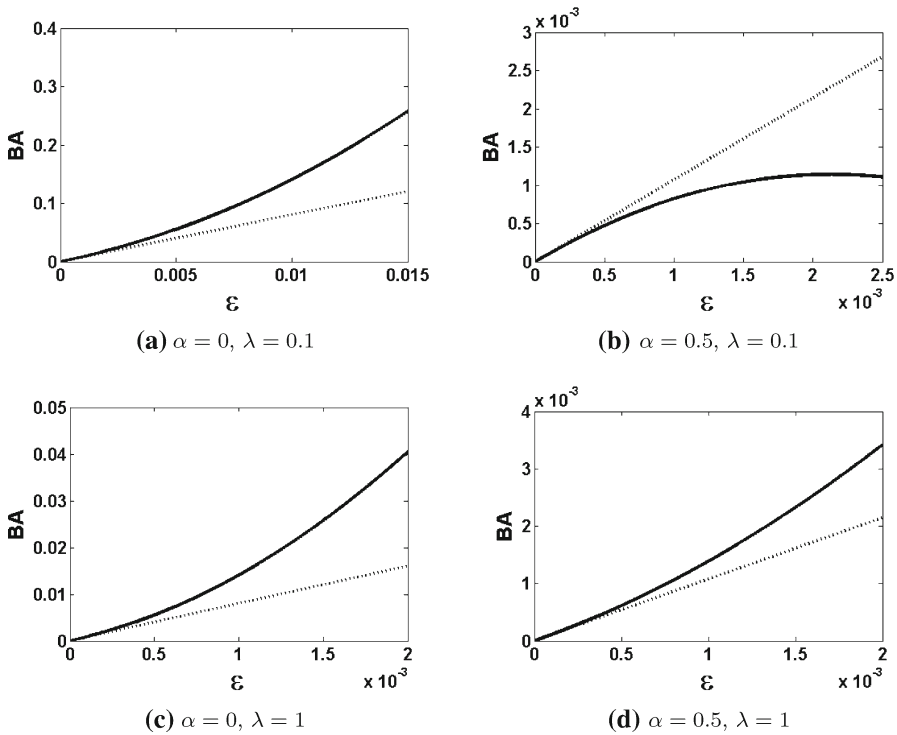 0.4
0.3
0.2
0.1
0
BA
0 0.005 0.01 0.015
ε
(a) α = 0, λ = 0.1
x 10⁻³
3
2.5
2
1.5
1
0.5
0
BA
0 0.5 1 1.5 2 2.5
ε x 10⁻³
(b) α = 0.5, λ = 0.1
0.05
0.04
0.03
0.02
0.01
0
BA
0 0.5 1 1.5 2
ε x 10⁻³
(c) α = 0, λ = 1
x 10⁻³
4
3
2
1
0
BA
0 0.5 1 1.5 2
ε x 10⁻³
(d) α = 0.5, λ = 1